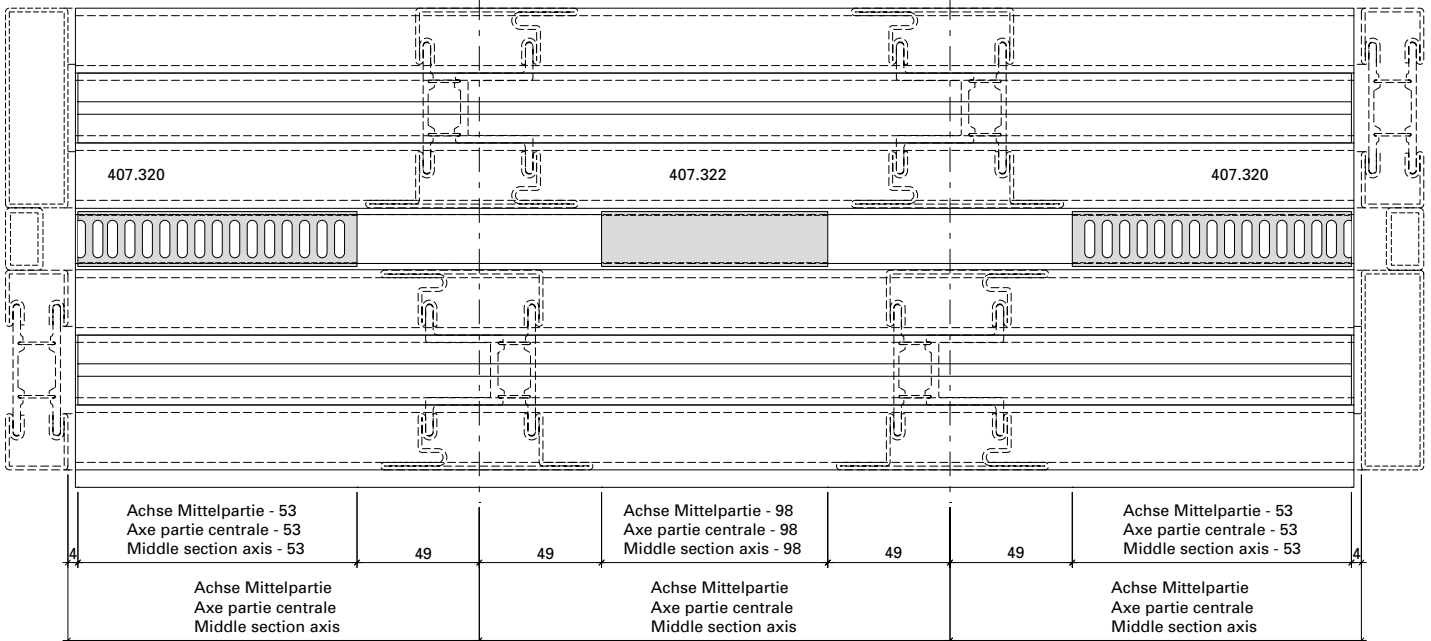 407.320
407.322
407.320
Achse Mittelpartie - 53
Axe partie centrale - 53
Middle section axis - 53
Achse Mittelpartie - 98
Axe partie centrale - 98
Middle section axis - 98
Achse Mittelpartie - 53
Axe partie centrale - 53
Middle section axis - 53
4
49
49
49
49
4
Achse Mittelpartie
Axe partie centrale
Middle section axis
Achse Mittelpartie
Axe partie centrale
Middle section axis
Achse Mittelpartie
Axe partie centrale
Middle section axis